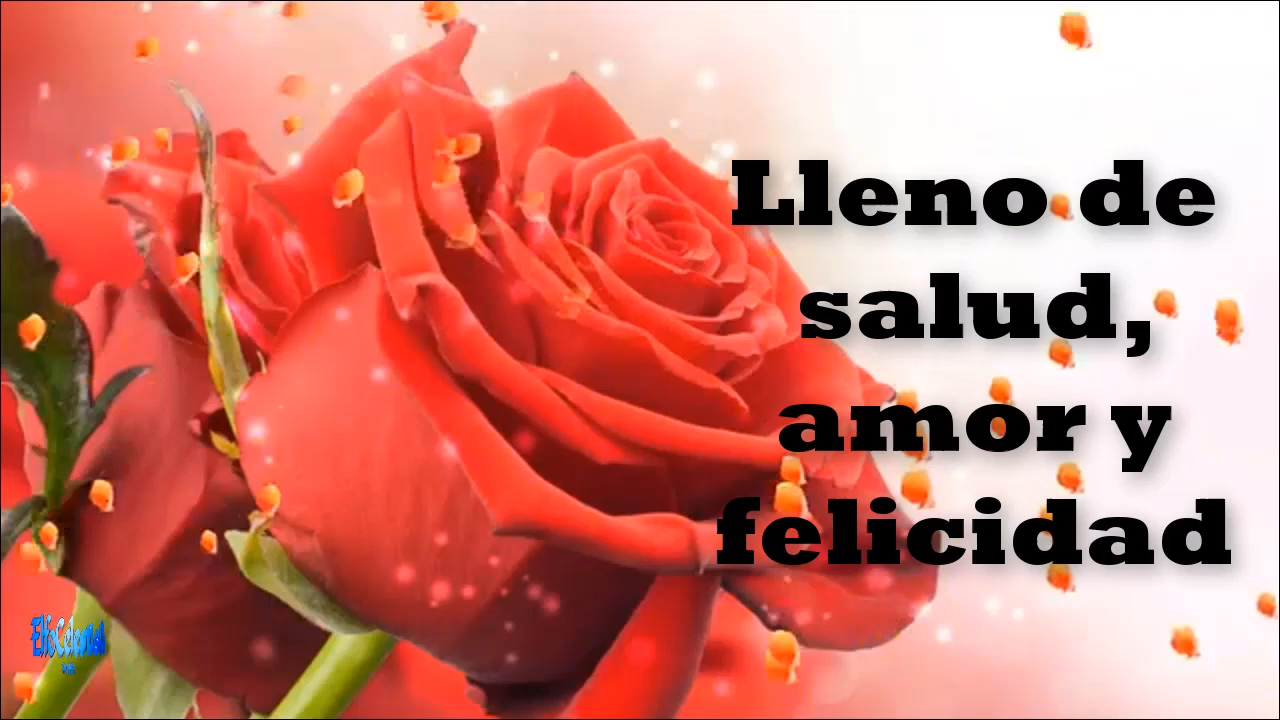 Lleno de
salud,
amor y
felicidad